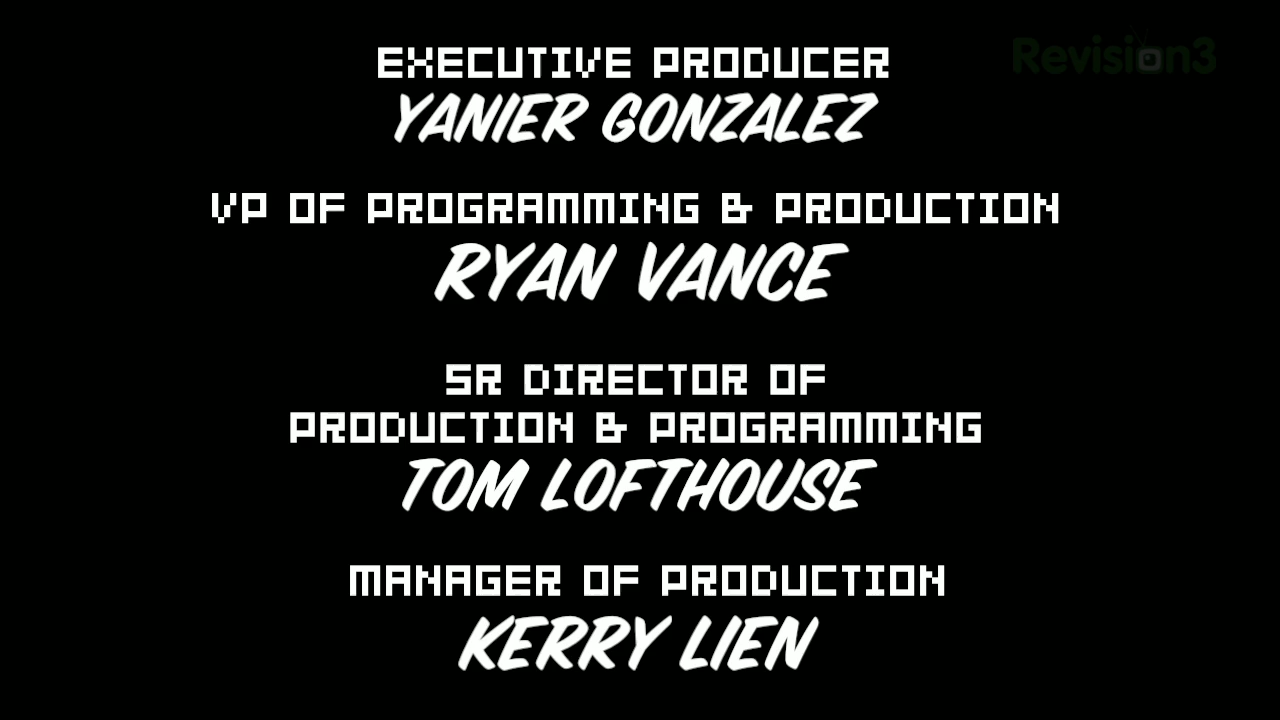 EXECUTIVE PRODUCER
Revision3
YANIER GONZALEZ
VP OF PROGRAMMING & PRODUCTION
RYAN VANCE
SR DIRECTOR OF
PRODUCTION & PROGRAMMING
TOM LOFTHOUSE
MANAGER OF PRODUCTION
KERRY LIEN